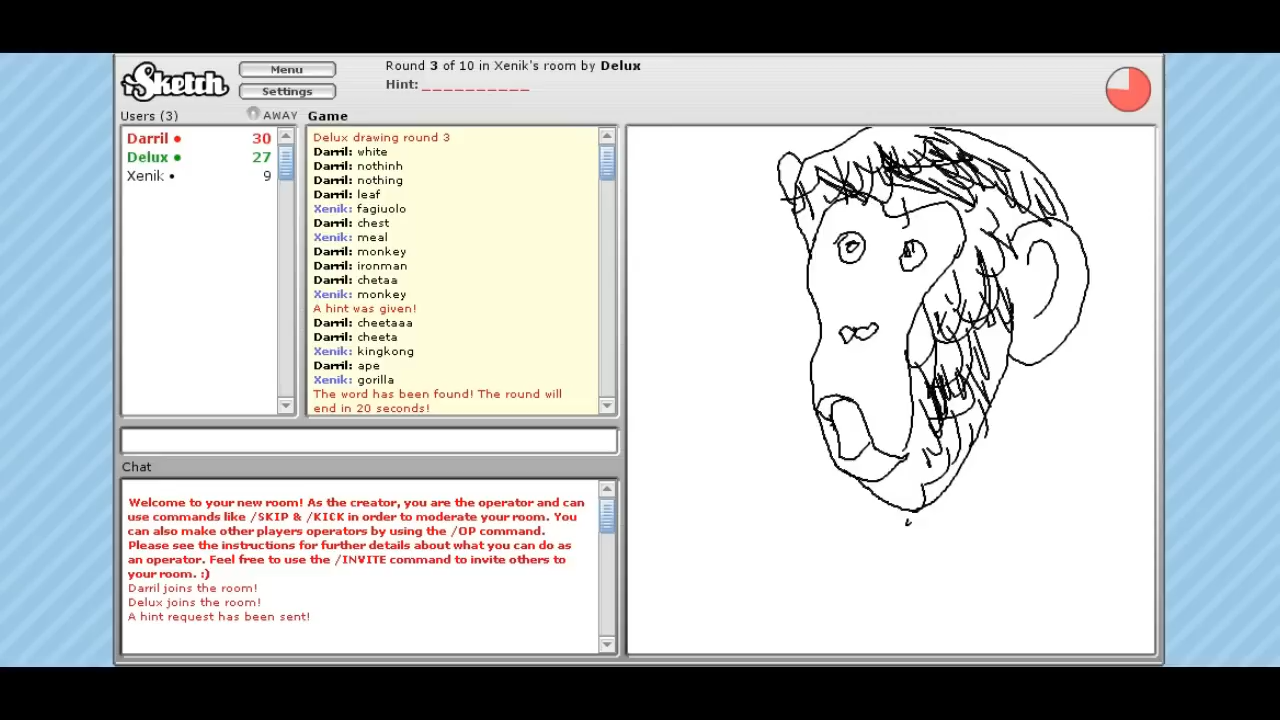 iSketch
Menu
Settings
Round 3 of 10 in Xenik's room by Delux
Hint: __________
Users (3)
AWAY
Game
Darril • 30
Delux • 27
Xenik • 9
Delux drawing round 3
Darril: white
Darril: nothinh
Darril: nothing
Darril: leaf
Xenik: fagiuolo
Darril: chest
Xenik: meal
Darril: monkey
Darril: ironman
Darril: chetaa
Xenik: monkey
A hint was given!
Darril: cheetaaa
Darril: cheeta
Xenik: kingkong
Darril: ape
Xenik: gorilla
The word has been found! The round will
end in 20 seconds!
Chat
Welcome to your new room! As the creator, you are the operator and can
use commands like /SKIP & /KICK in order to moderate your room. You
can also make other players operators by using the /OP command.
Please see the instructions for further details about what you can do as
an operator. Feel free to use the /INVITE command to invite others to
your room. :)
Darril joins the room!
Delux joins the room!
A hint request has been sent!